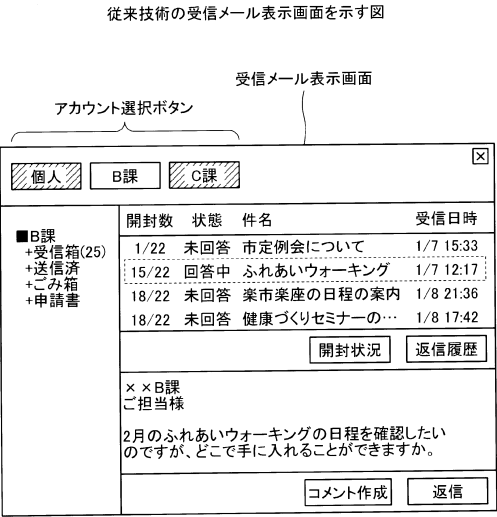 従来技術の受信メール表示画面を示す図
受信メール表示画面
アカウント選択ボタン
個人 B課 C課
■B課
+受信箱(25)
+送信済
+ごみ箱
+申請書
開封数 状態 件名 受信日時
1/22 未回答 市定例会について 1/7 15:33
15/22 回答中 ふれあいウォーキング 1/7 12:17
18/22 未回答 楽市楽座の日程の案内 1/8 21:36
18/22 未回答 健康づくりセミナーの… 1/8 17:42
開封状況 返信履歴
××B課
ご担当様
2月のふれあいウォーキングの日程を確認したい
のですが、どこで手に入れることができますか。
コメント作成 返信